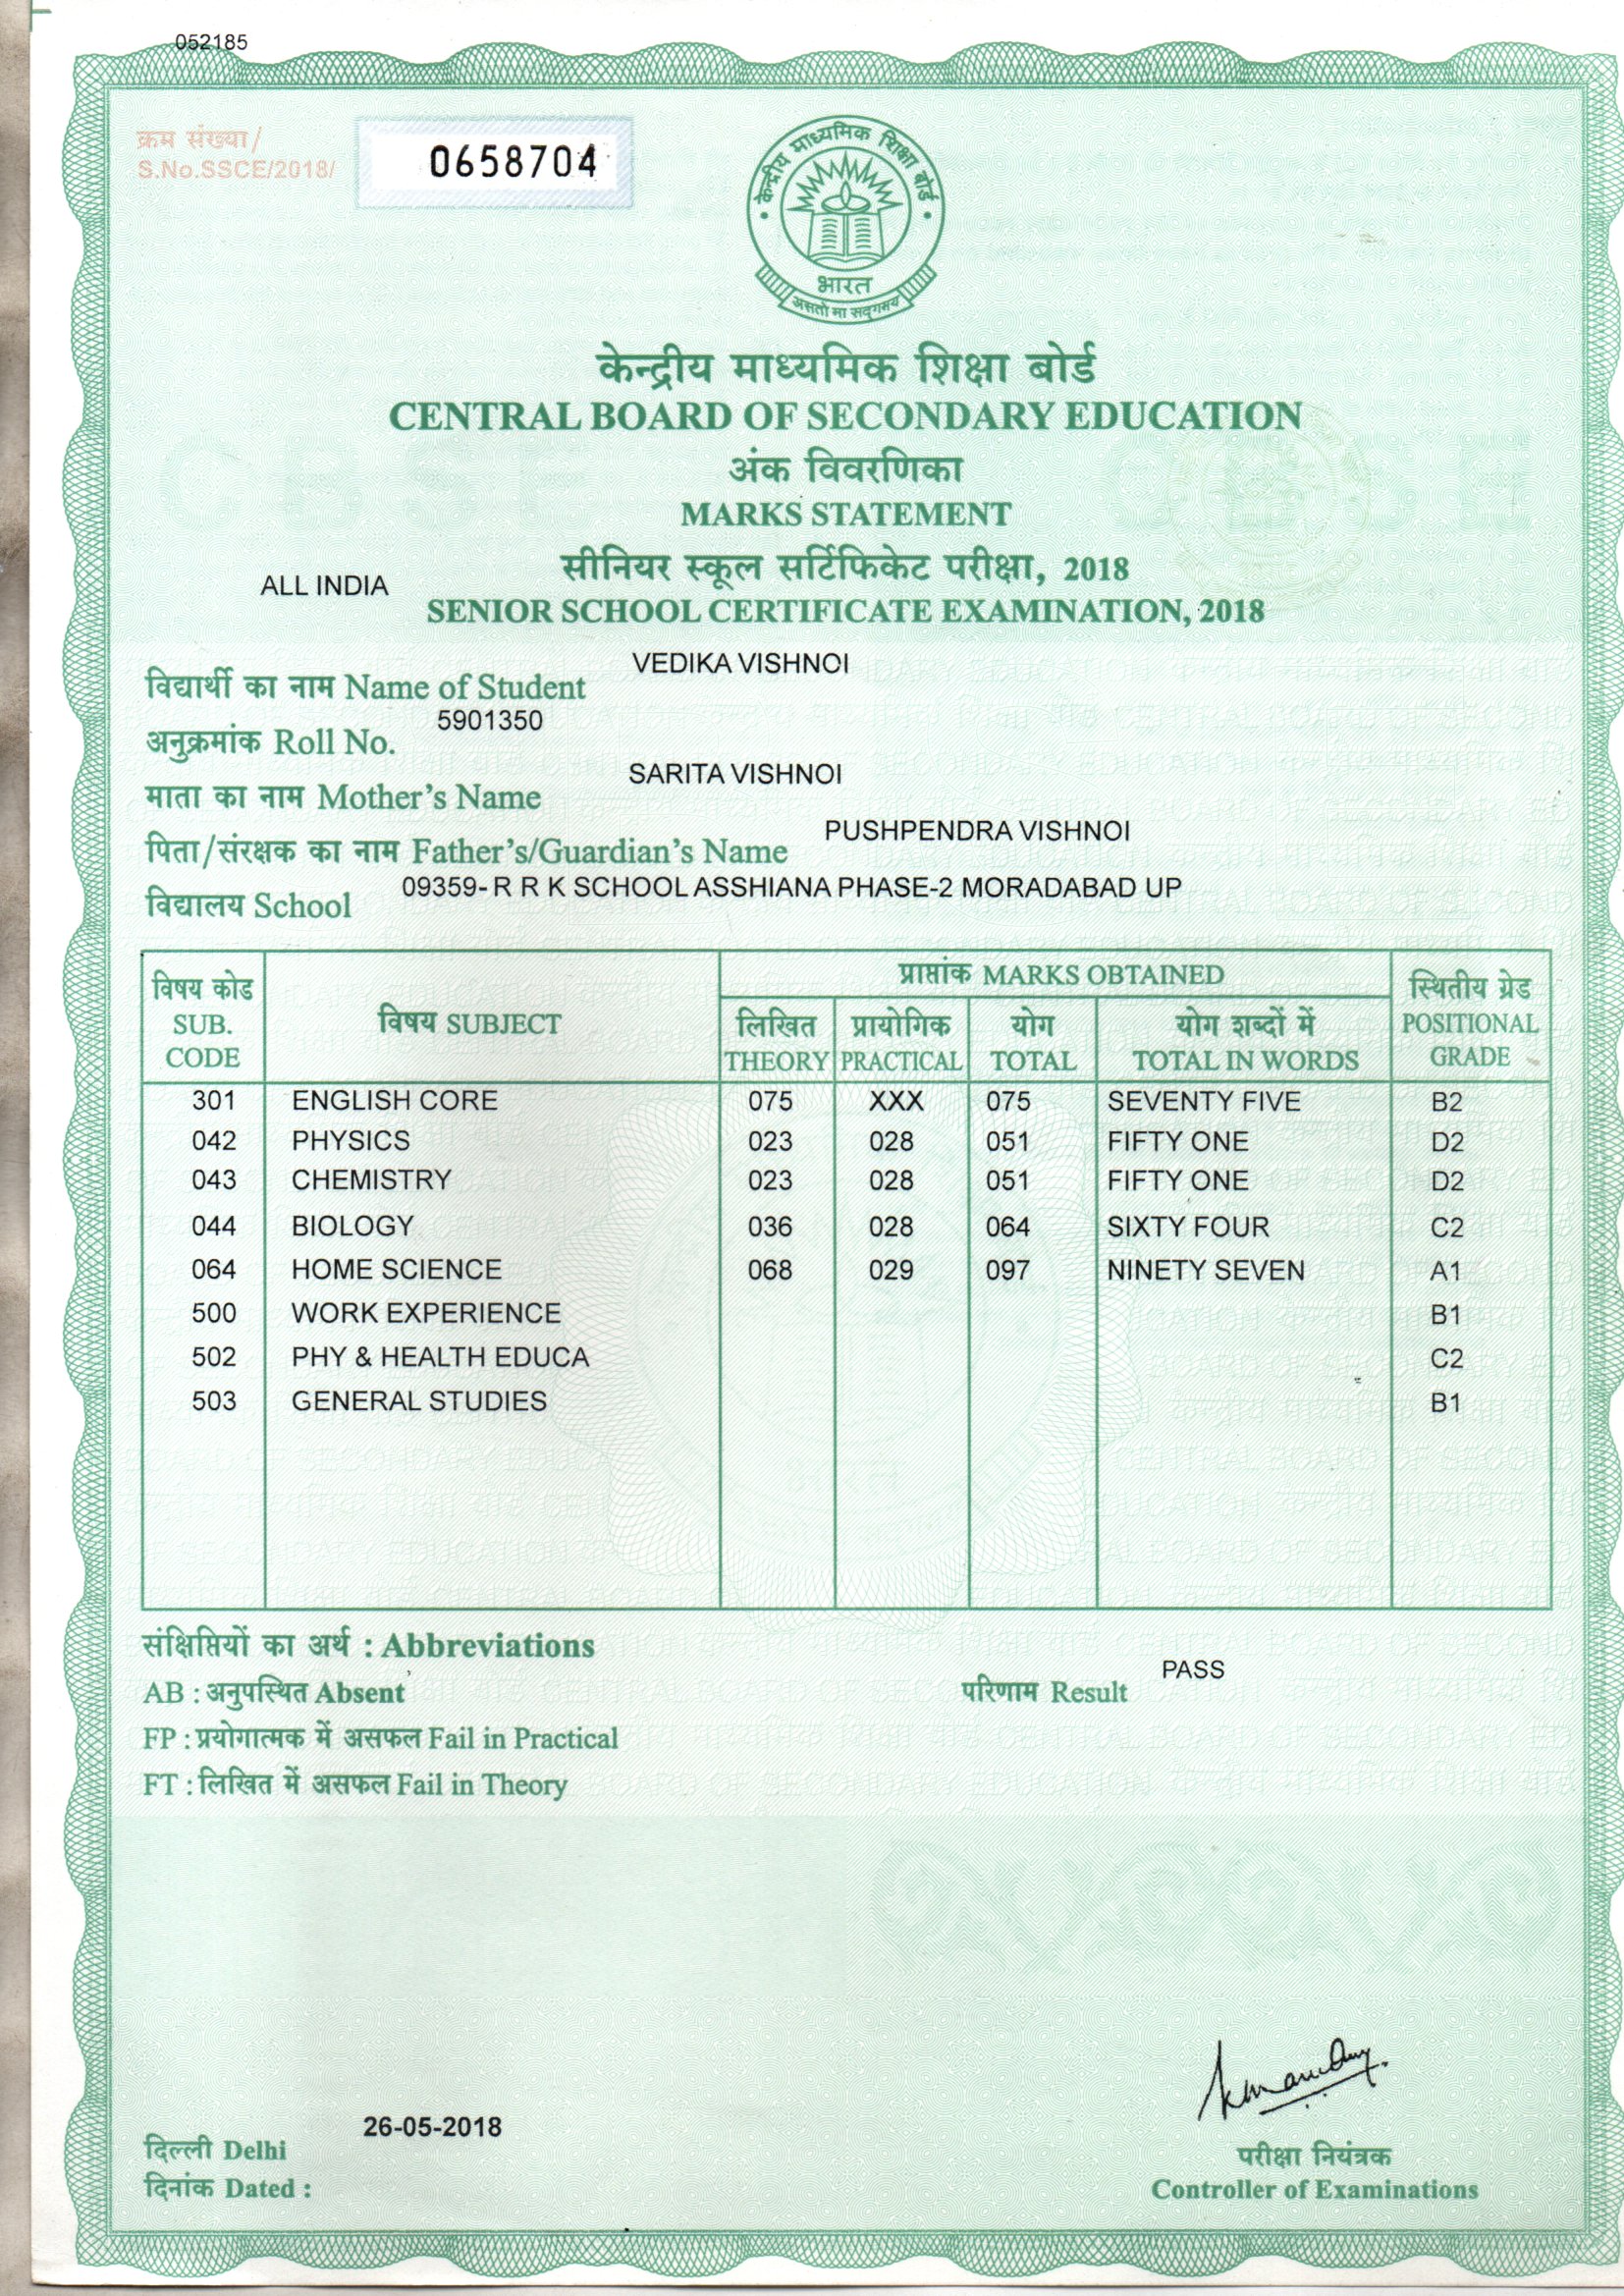 052185
क्रम संख्या/
S.No.SSCE/2018/ 0658704
केन्द्रीय माध्यमिक शिक्षा बोर्ड
भारत
असतो मा सद्गमय
केन्द्रीय माध्यमिक शिक्षा बोर्ड
CENTRAL BOARD OF SECONDARY EDUCATION
अंक विवरणिका
MARKS STATEMENT
सीनियर स्कूल सर्टिफिकेट परीक्षा, 2018
ALL INDIA
SENIOR SCHOOL CERTIFICATE EXAMINATION, 2018
विद्यार्थी का नाम Name of Student VEDIKA VISHNOI
अनुक्रमांक Roll No. 5901350
माता का नाम Mother's Name SARITA VISHNOI
पिता/संरक्षक का नाम Father's/Guardian's Name PUSHPENDRA VISHNOI
विद्यालय School 09359- R R K SCHOOL ASSHIANA PHASE-2 MORADABAD UP
विषय कोड SUB. CODE विषय SUBJECT प्राप्तांक MARKS OBTAINED स्थितीय ग्रेड POSITIONAL GRADE
लिखित THEORY प्रायोगिक PRACTICAL योग TOTAL योग शब्दों में TOTAL IN WORDS
301 ENGLISH CORE 075 XXX 075 SEVENTY FIVE B2
042 PHYSICS 023 028 051 FIFTY ONE D2
043 CHEMISTRY 023 028 051 FIFTY ONE D2
044 BIOLOGY 036 028 064 SIXTY FOUR C2
064 HOME SCIENCE 068 029 097 NINETY SEVEN A1
500 WORK EXPERIENCE B1
502 PHY & HEALTH EDUCA C2
503 GENERAL STUDIES B1
संक्षिप्तियों का अर्थ : Abbreviations
AB : अनुपस्थित Absent
परिणाम Result PASS
FP : प्रयोगात्मक में असफल Fail in Practical
FT : लिखित में असफल Fail in Theory
26-05-2018
दिल्ली Delhi
दिनांक Dated :
परीक्षा नियंत्रक
Controller of Examinations